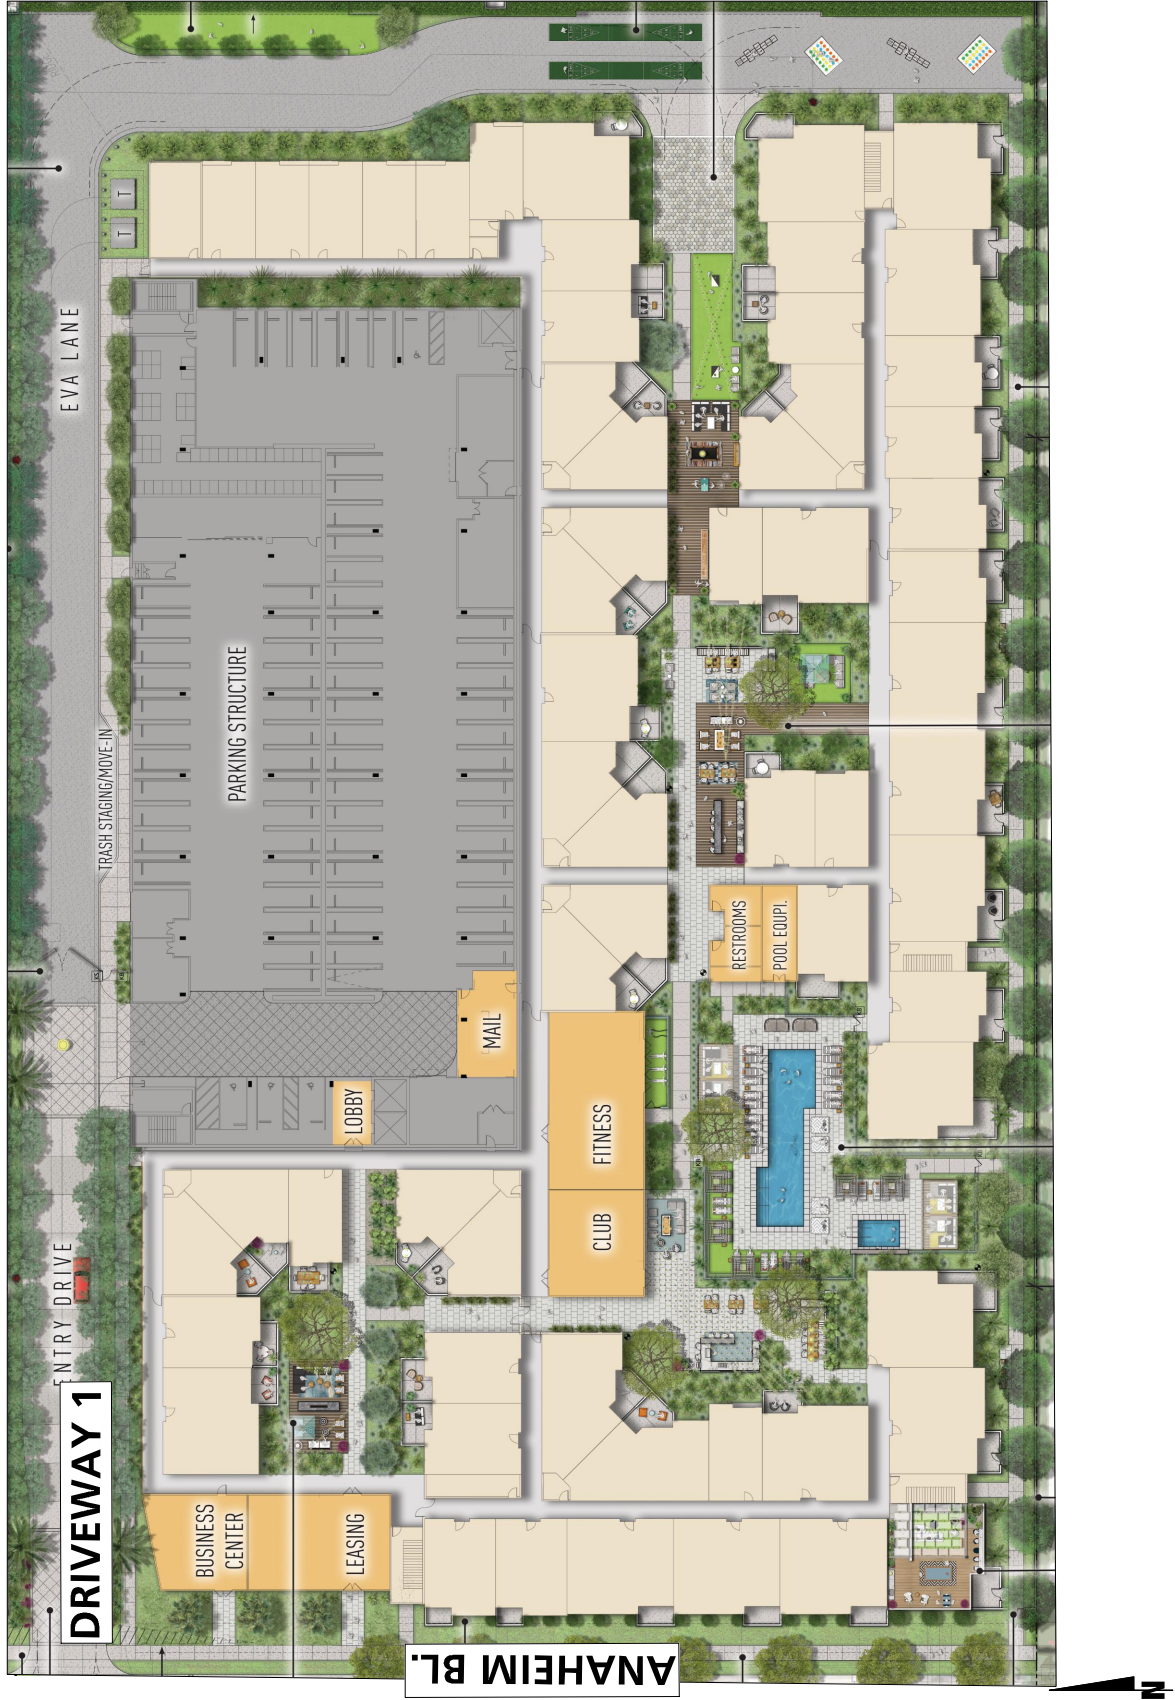 EVA LANE
PARKING STRUCTURE
TRASH STAGING/MOVE-IN
RESTROOMS
POOL EQUPI.
MAIL
LOBBY
FITNESS
CLUB
ENTRY DRIVE
DRIVEWAY 1
BUSINESS
CENTER
LEASING
ANAHEIM BL.
N